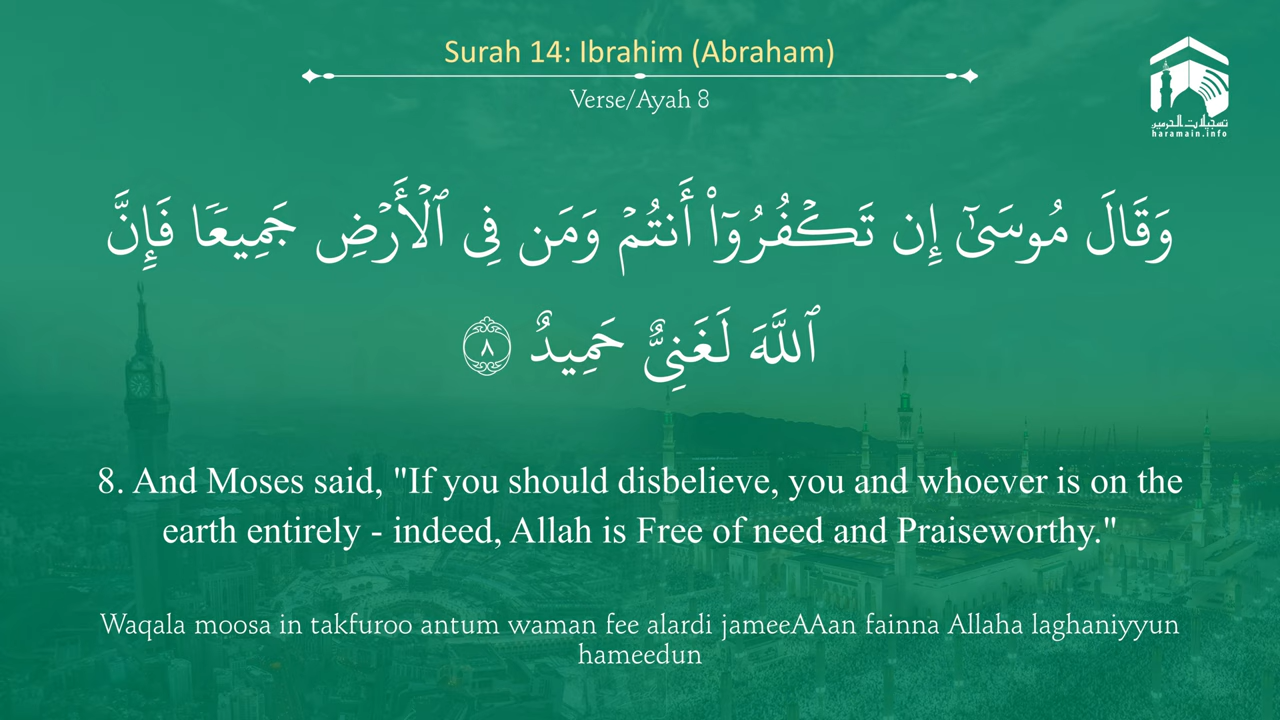 Surah 14: Ibrahim (Abraham)
Verse/Ayah 8
تسجيلات الحرمين
haramain.info
وَقَالَ مُوسَىٰٓ إِن تَكْفُرُوٓا۟ أَنتُمْ وَمَن فِى ٱلْأَرْضِ جَمِيعًا فَإِنَّ
ٱللَّهَ لَغَنِىٌّ حَمِيدٌ ٨
8. And Moses said, "If you should disbelieve, you and whoever is on the
earth entirely - indeed, Allah is Free of need and Praiseworthy."
Waqala moosa in takfuroo antum waman fee alardi jameeAAan fainna Allaha laghaniyyun
hameedun